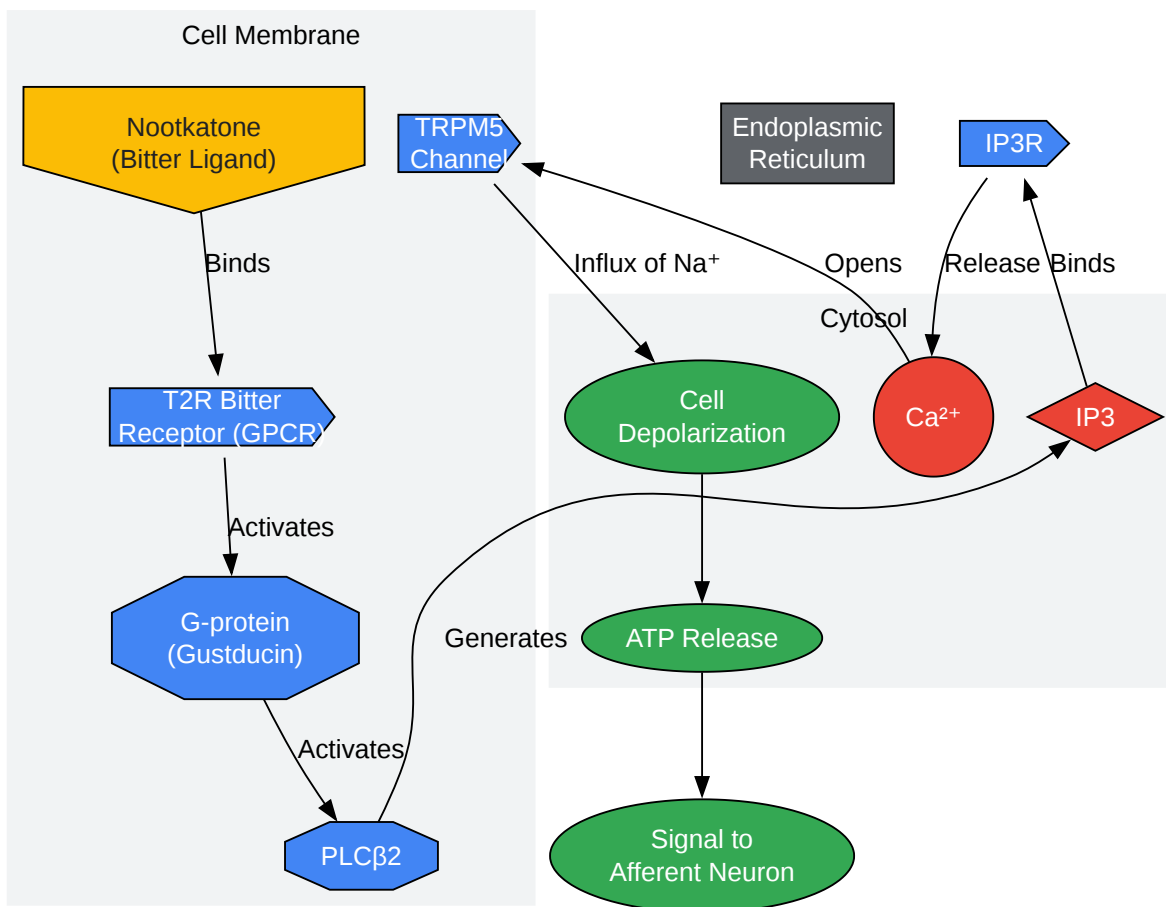 Cell Membrane
Nootkatone
(Bitter Ligand)
TRPM5
Channel
Endoplasmic
Reticulum
IP3R
Binds
Influx of Na⁺
Opens
Release
Binds
Cytosol
T2R Bitter
Receptor (GPCR)
Cell
Depolarization
Ca²⁺
IP3
Activates
G-protein
(Gustducin)
Generates
ATP Release
Activates
PLCβ2
Signal to
Afferent Neuron